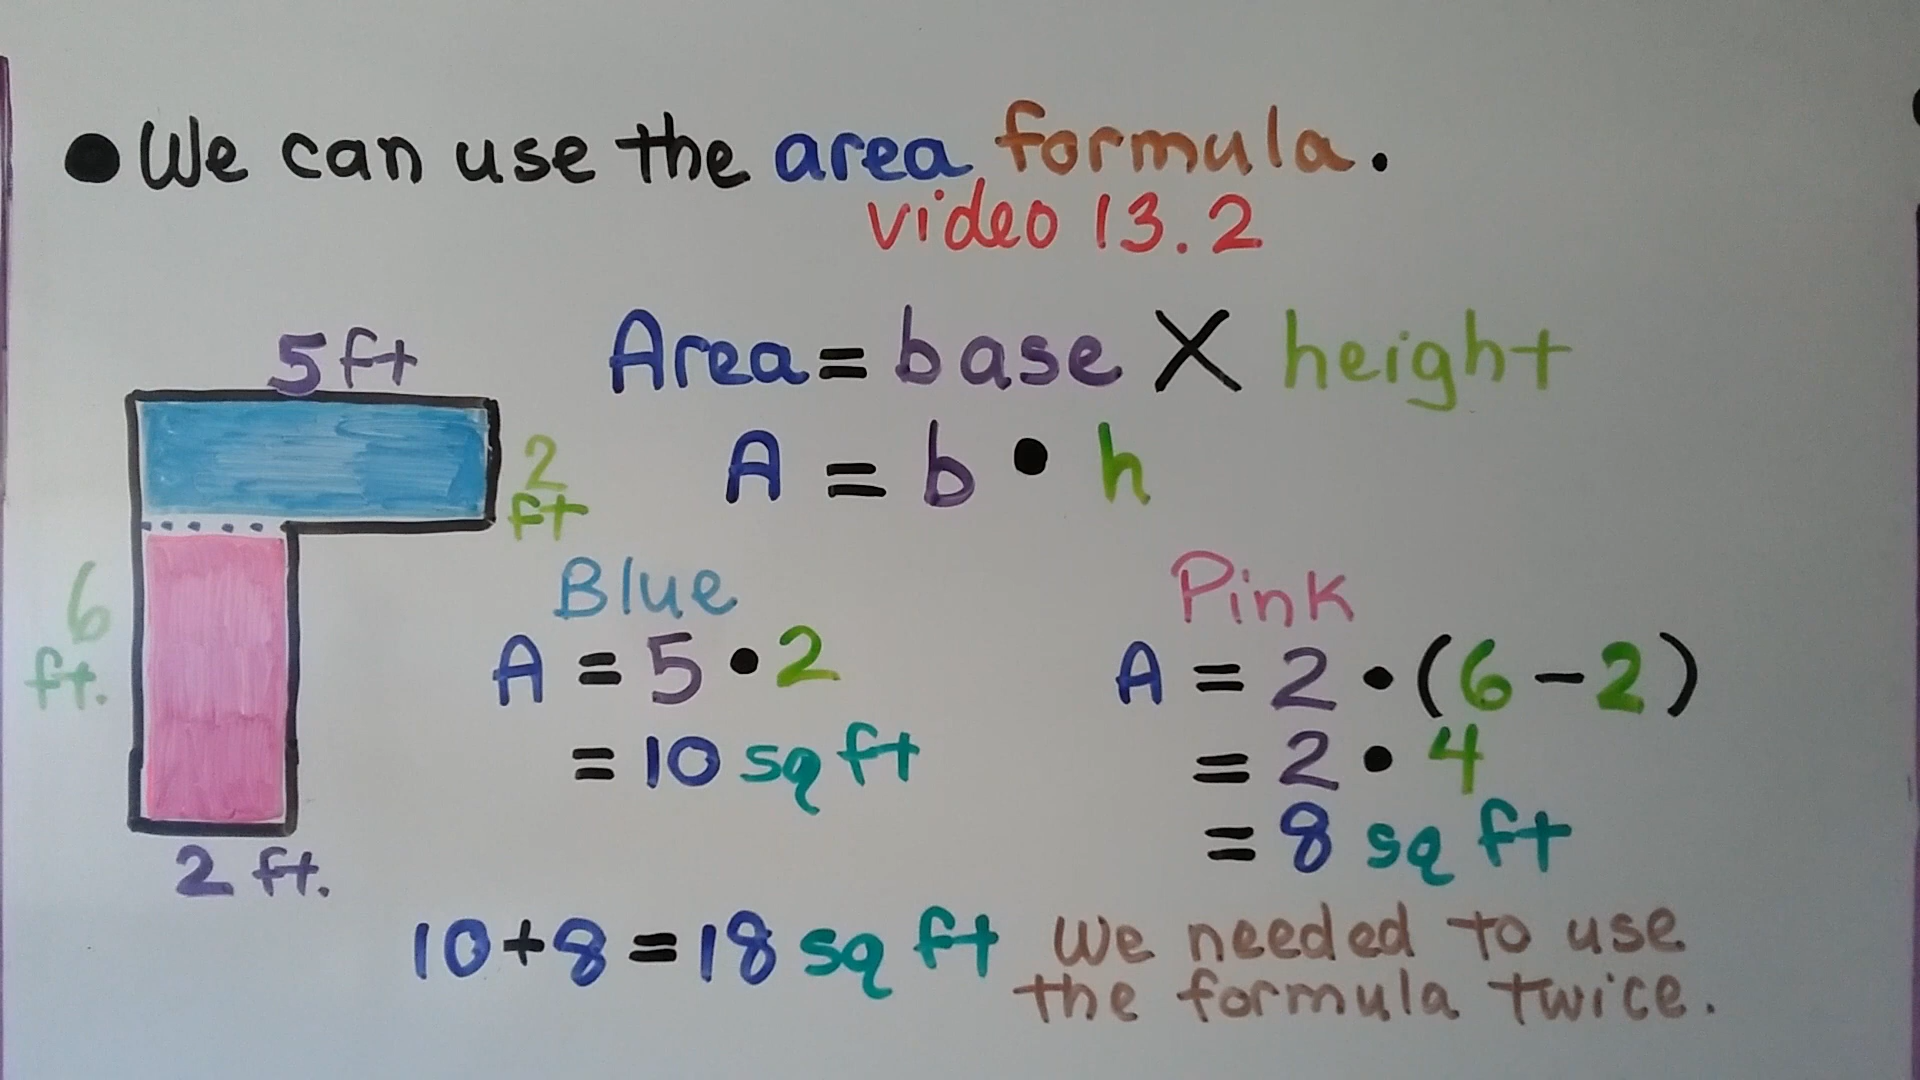 • We can use the area formula.
video 13.2
5 ft
Area = base X height
2
ft
A = b • h
Blue
Pink
6
ft.
A = 5 • 2
A = 2 • (6 - 2)
= 10 sq ft
= 2 • 4
= 8 sq ft
2 ft.
10 + 8 = 18 sq ft
We needed to use
the formula twice.